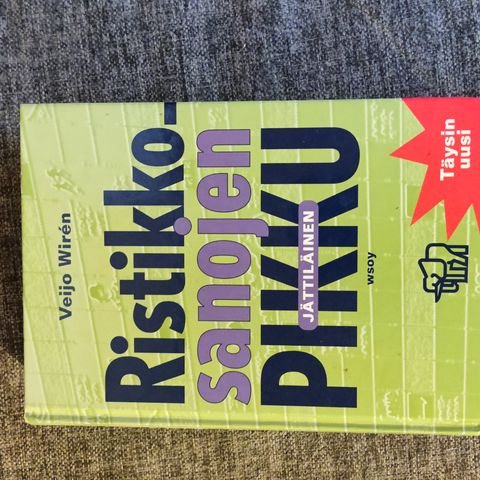 Veijo Wirén
Ristikko-
sanojen
PIKKU
JÄTTILÄINEN
wsoy
Täysin
uusi